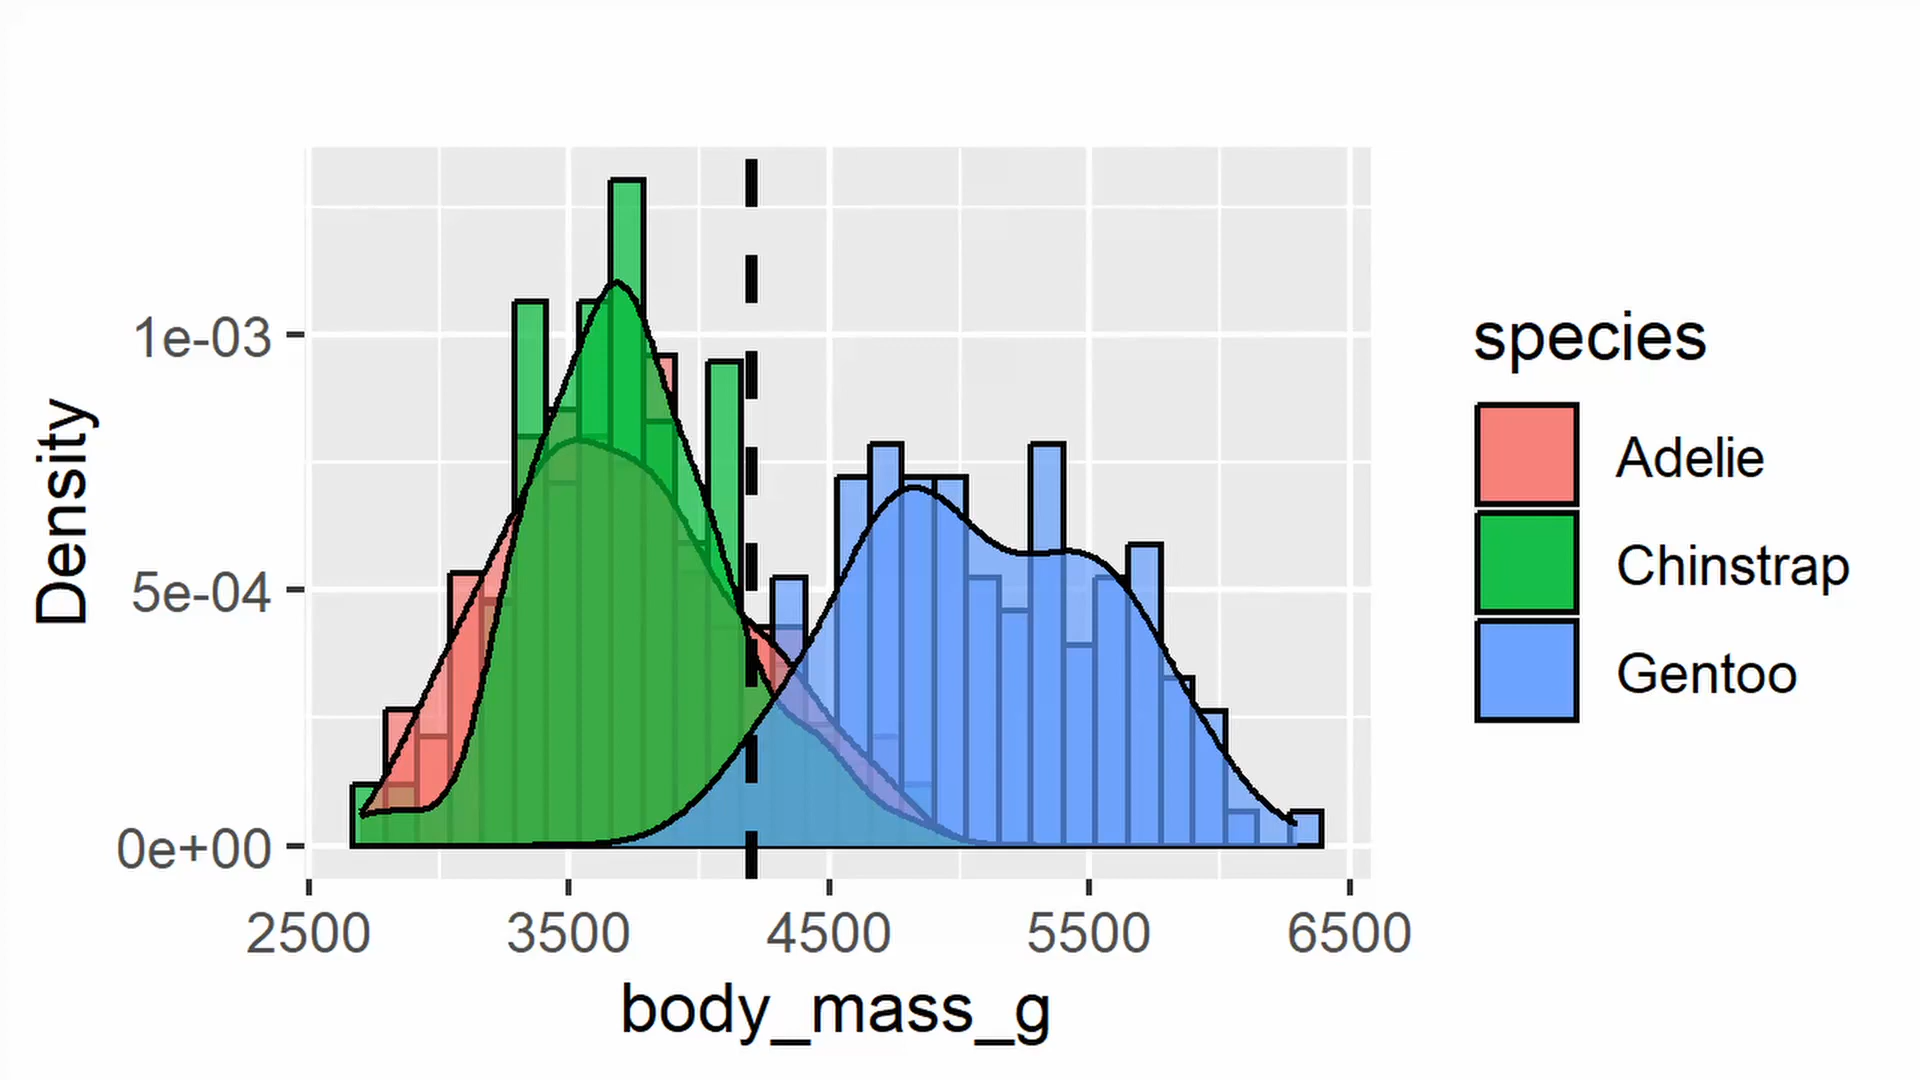 Density
1e-03
5e-04
0e+00
2500 3500 4500 5500 6500
body_mass_g
species
Adelie
Chinstrap
Gentoo